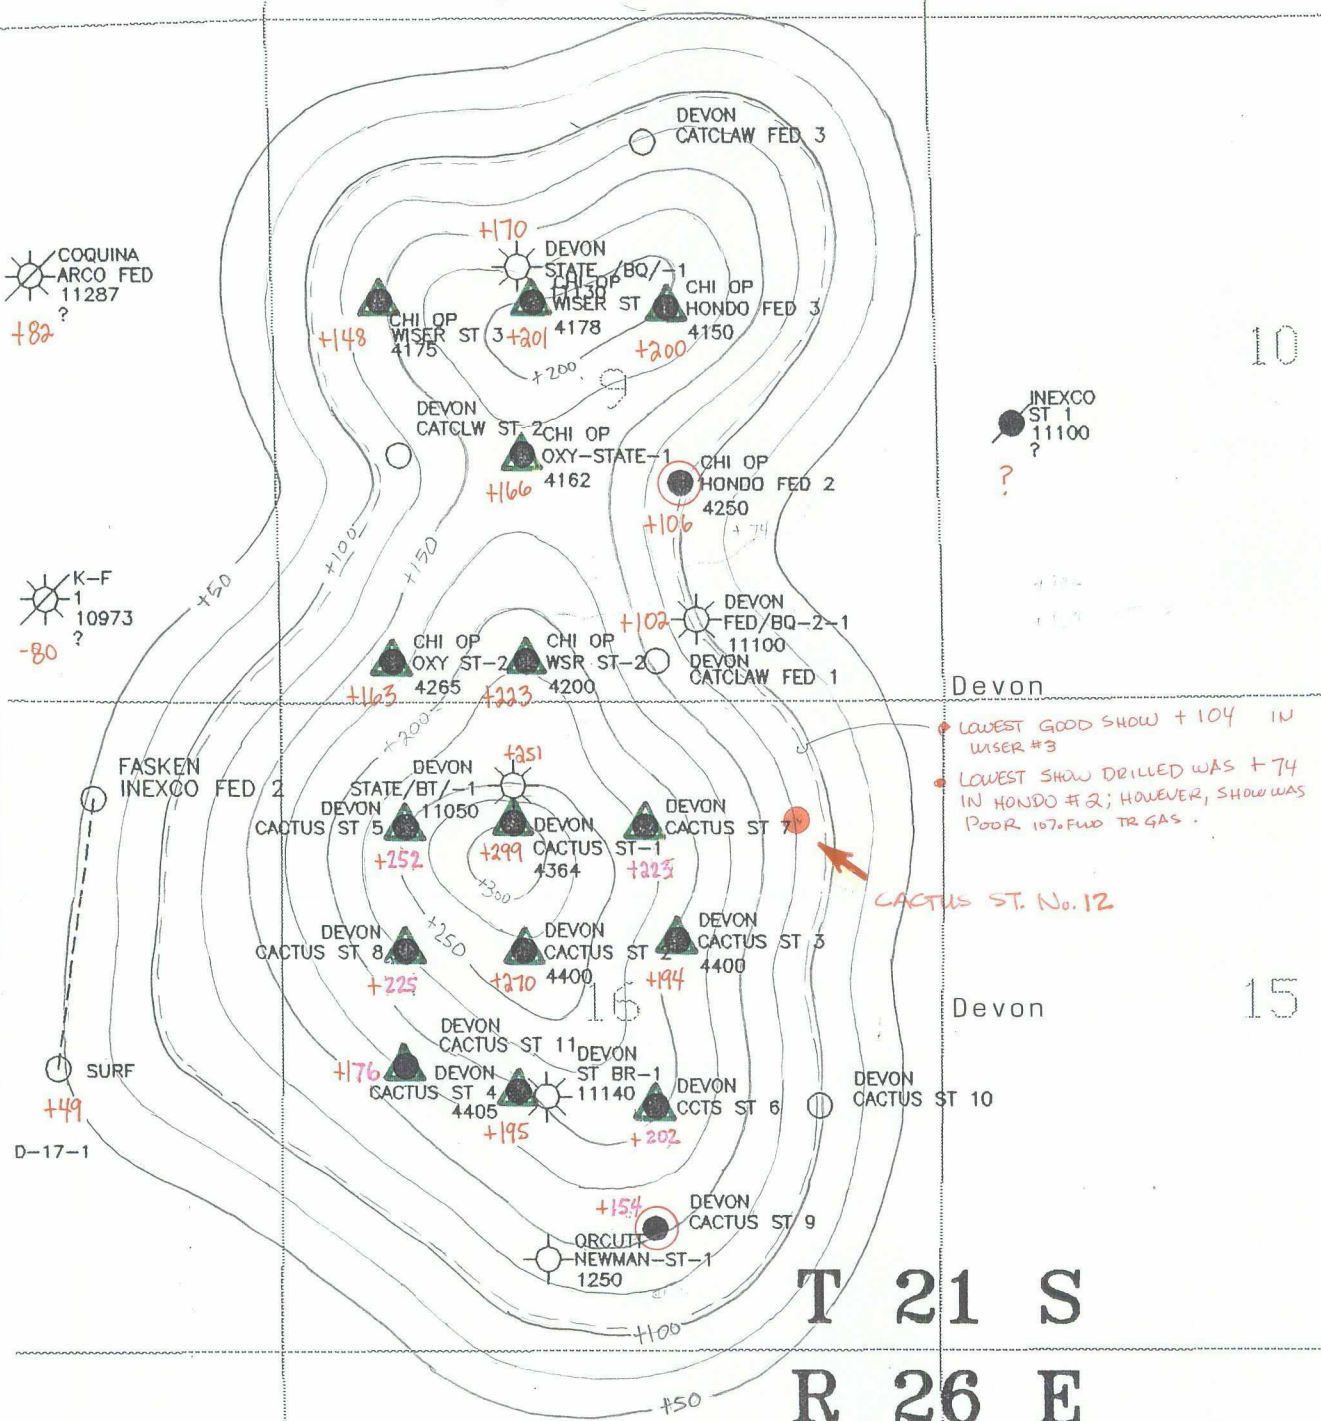 DEVON
CATCLAW FED 3
+170
COQUINA
ARCO FED
11287
?
+82
DEVON
STATE /BQ/-1
11130
CHI OP
WISER ST
4178
+201
CHI OP
HONDO FED 3
4150
+200
CHI OP
WISER ST 3
4175
+148
+200
9
10
INEXCO
ST 1
11100
?
?
DEVON
CATCLW ST 2
CHI OP
OXY-STATE-1
4162
+166
CHI OP
HONDO FED 2
4250
+106
+74
+100
+150
+50
K-F
1
10973
?
-80
+102
DEVON
FED/BQ-2-1
11100
DEVON
CATCLAW FED 1
CHI OP
OXY ST-2
4265
+163
CHI OP
WSR ST-2
4200
+223
Devon
LOWEST GOOD SHOW +104 IN
WISER #3
LOWEST SHOW DRILLED WAS +74
IN HONDO #2; HOWEVER, SHOW WAS
POOR 10% FLUO TR GAS.
+200
FASKEN
INEXCO FED 2
+251
DEVON
STATE/BT/-1
11050
DEVON
CACTUS ST 5
+252
DEVON
CACTUS ST-1
4364
+299
DEVON
CACTUS ST 7
+223
CACTUS ST. No. 12
+300
+250
DEVON
CACTUS ST 8
+225
DEVON
CACTUS ST 2
4400
+270
DEVON
CACTUS ST 3
4400
+194
16
Devon
15
DEVON
CACTUS ST 11
+176
DEVON
CACTUS ST 4
4405
+195
DEVON
ST BR-1
11140
DEVON
CCTS ST 6
+202
DEVON
CACTUS ST 10
SURF
+49
D-17-1
+154
DEVON
CACTUS ST 9
ORCUTT
NEWMAN-ST-1
1250
T 21 S
+100
R 26 E
+50